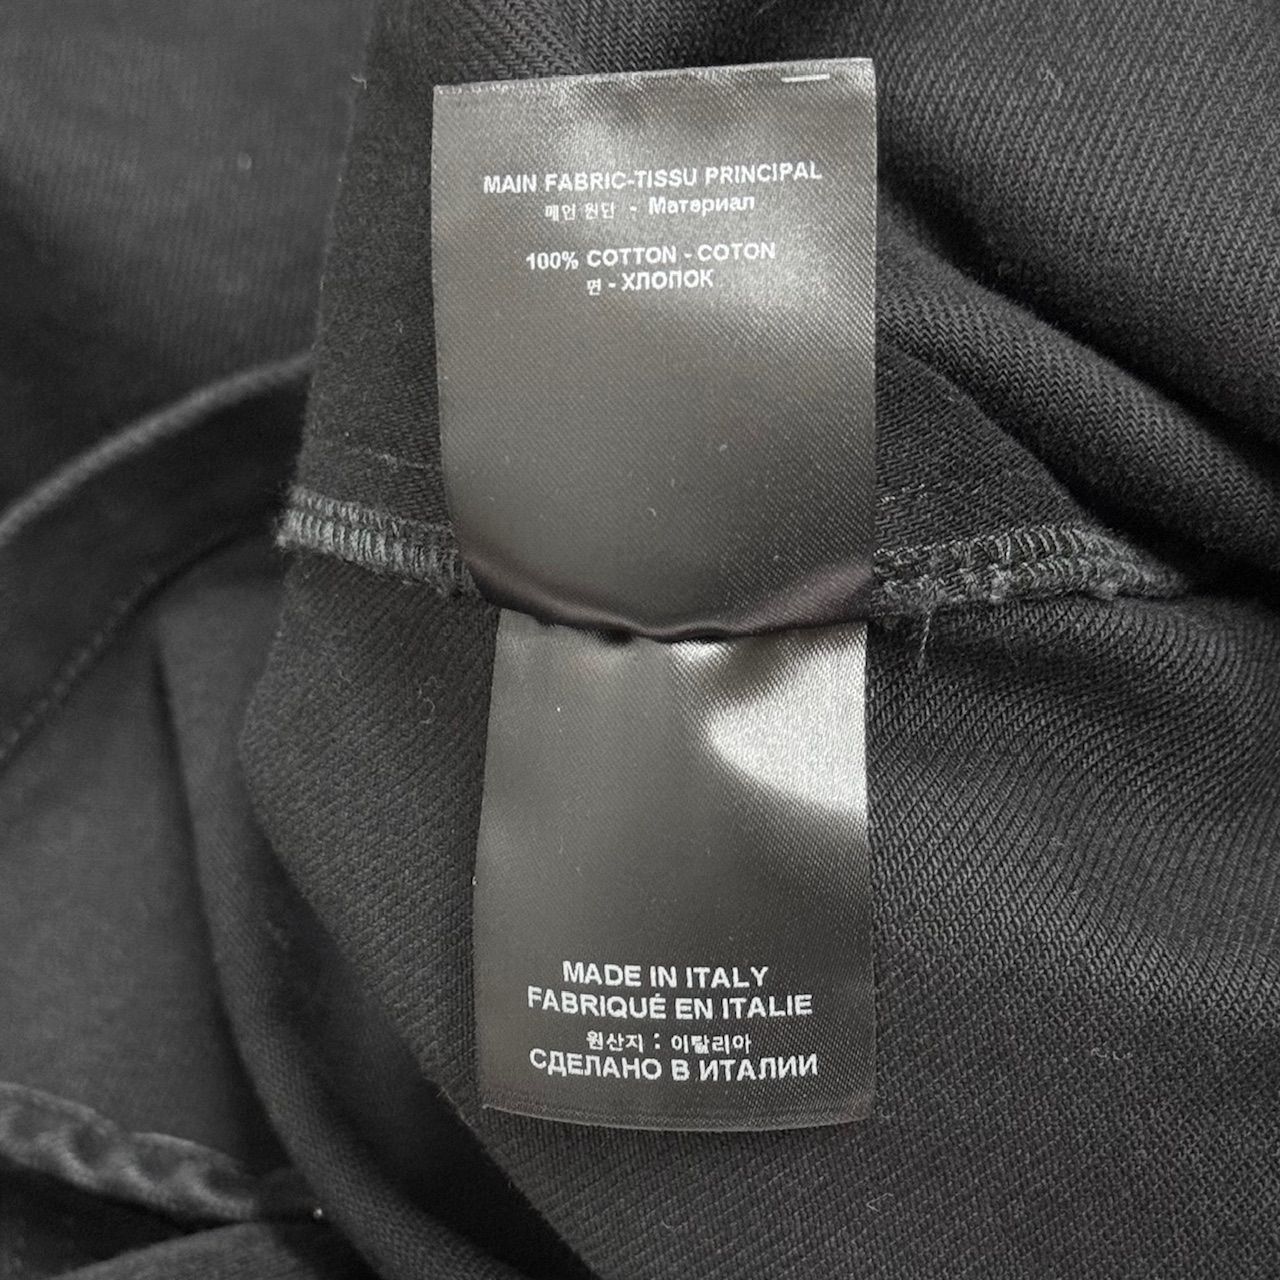 MAIN FABRIC-TISSU PRINCIPAL
메인 원단 - Материал
100% COTTON - COTON
면 - ХЛОПОК
MADE IN ITALY
FABRIQUÉ EN ITALIE
원산지 : 이탈리아
СДЕЛАНО В ИТАЛИИ